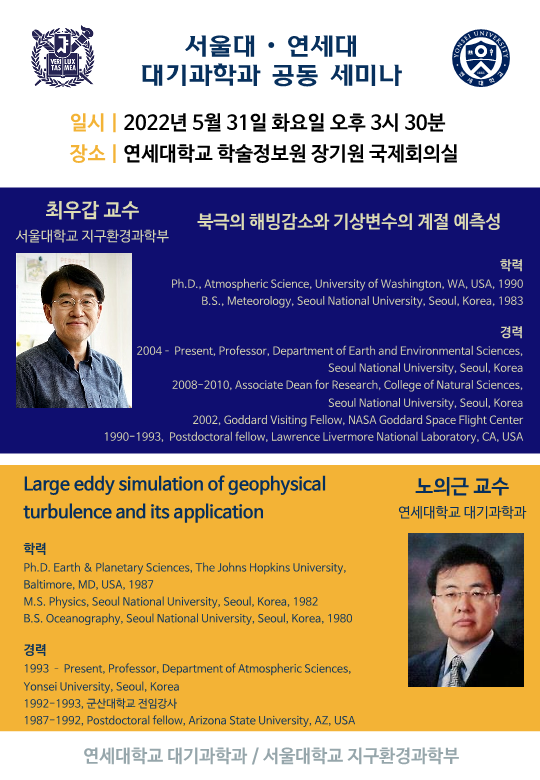 서울대 · 연세대
대기과학과 공동 세미나
VERI LUX
TAS MEA
YONSEI UNIVERSITY
연세대학교
일시 | 2022년 5월 31일 화요일 오후 3시 30분
장소 | 연세대학교 학술정보원 장기원 국제회의실
최우갑 교수
서울대학교 지구환경과학부
북극의 해빙감소와 기상변수의 계절 예측성
학력
Ph.D., Atmospheric Science, University of Washington, WA, USA, 1990
B.S., Meteorology, Seoul National University, Seoul, Korea, 1983
경력
2004 - Present, Professor, Department of Earth and Environmental Sciences,
Seoul National University, Seoul, Korea
2008-2010, Associate Dean for Research, College of Natural Sciences,
Seoul National University, Seoul, Korea
2002, Goddard Visiting Fellow, NASA Goddard Space Flight Center
1990-1993, Postdoctoral fellow, Lawrence Livermore National Laboratory, CA, USA
Large eddy simulation of geophysical
turbulence and its application
노의근 교수
연세대학교 대기과학과
학력
Ph.D. Earth & Planetary Sciences, The Johns Hopkins University,
Baltimore, MD, USA, 1987
M.S. Physics, Seoul National University, Seoul, Korea, 1982
B.S. Oceanography, Seoul National University, Seoul, Korea, 1980
경력
1993 - Present, Professor, Department of Atmospheric Sciences,
Yonsei University, Seoul, Korea
1992-1993, 군산대학교 전임강사
1987-1992, Postdoctoral fellow, Arizona State University, AZ, USA
연세대학교 대기과학과 / 서울대학교 지구환경과학부